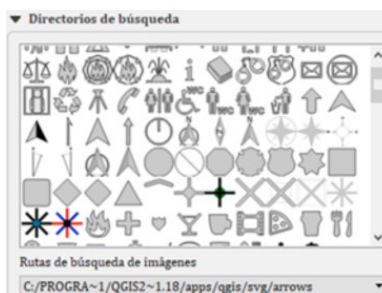 Directorios de búsqueda
Rutas de búsqueda de imágenes
C:/PROGRA~1/QGIS2~1.18/apps/qgis/svg/arrows